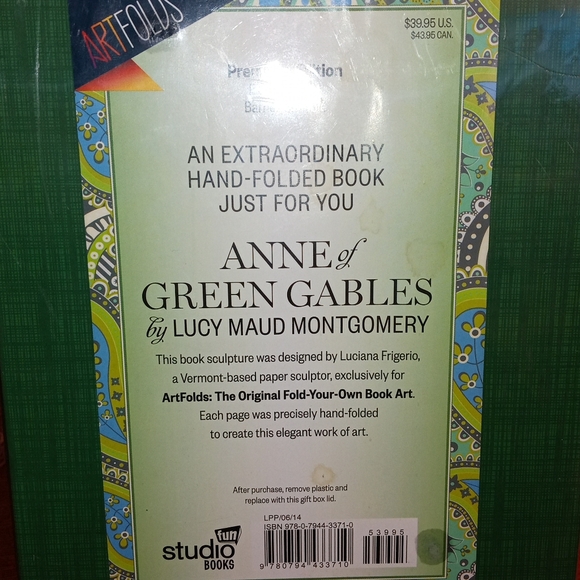 ARTFOLDS
$39.95 U.S.
$43.95 CAN.
AN EXTRAORDINARY
HAND-FOLDED BOOK
JUST FOR YOU
ANNE of
GREEN GABLES
by LUCY MAUD MONTGOMERY
This book sculpture was designed by Luciana Frigerio,
a Vermont-based paper sculptor, exclusively for
ArtFolds: The Original Fold-Your-Own Book Art.
Each page was precisely hand-folded
to create this elegant work of art.
After purchase, remove plastic and
replace with this gift box lid.
LPP/06/14
ISBN 978-0-7944-3371-0
53995
studio fun
BOOKS
9 780794 433710